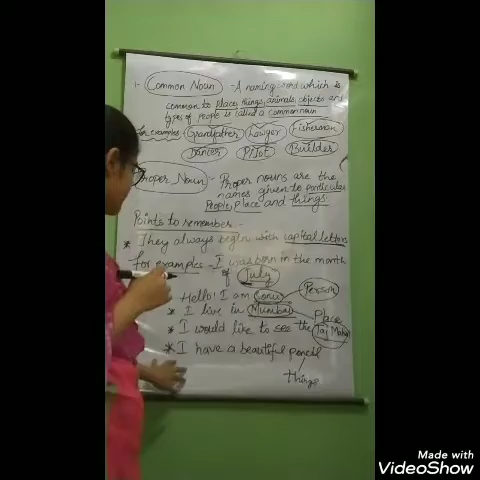 1- Common Noun - A naming word which is
common to places, things, animals, objects and
types of people is called a common noun
for examples Grandfather Lawyer Fisherman
Dancer Pilot Builder
Proper Noun - Proper nouns are the
names given to particular
People, place and things.
Points to remember -
* They always begin with capital letters
for examples - I was born in the month
of July
Hello! I am Person
* I live in Mumbai Place
* I would like to see the Taj Mahal
* I have a beautiful pencil
things
Made with
VideoShow